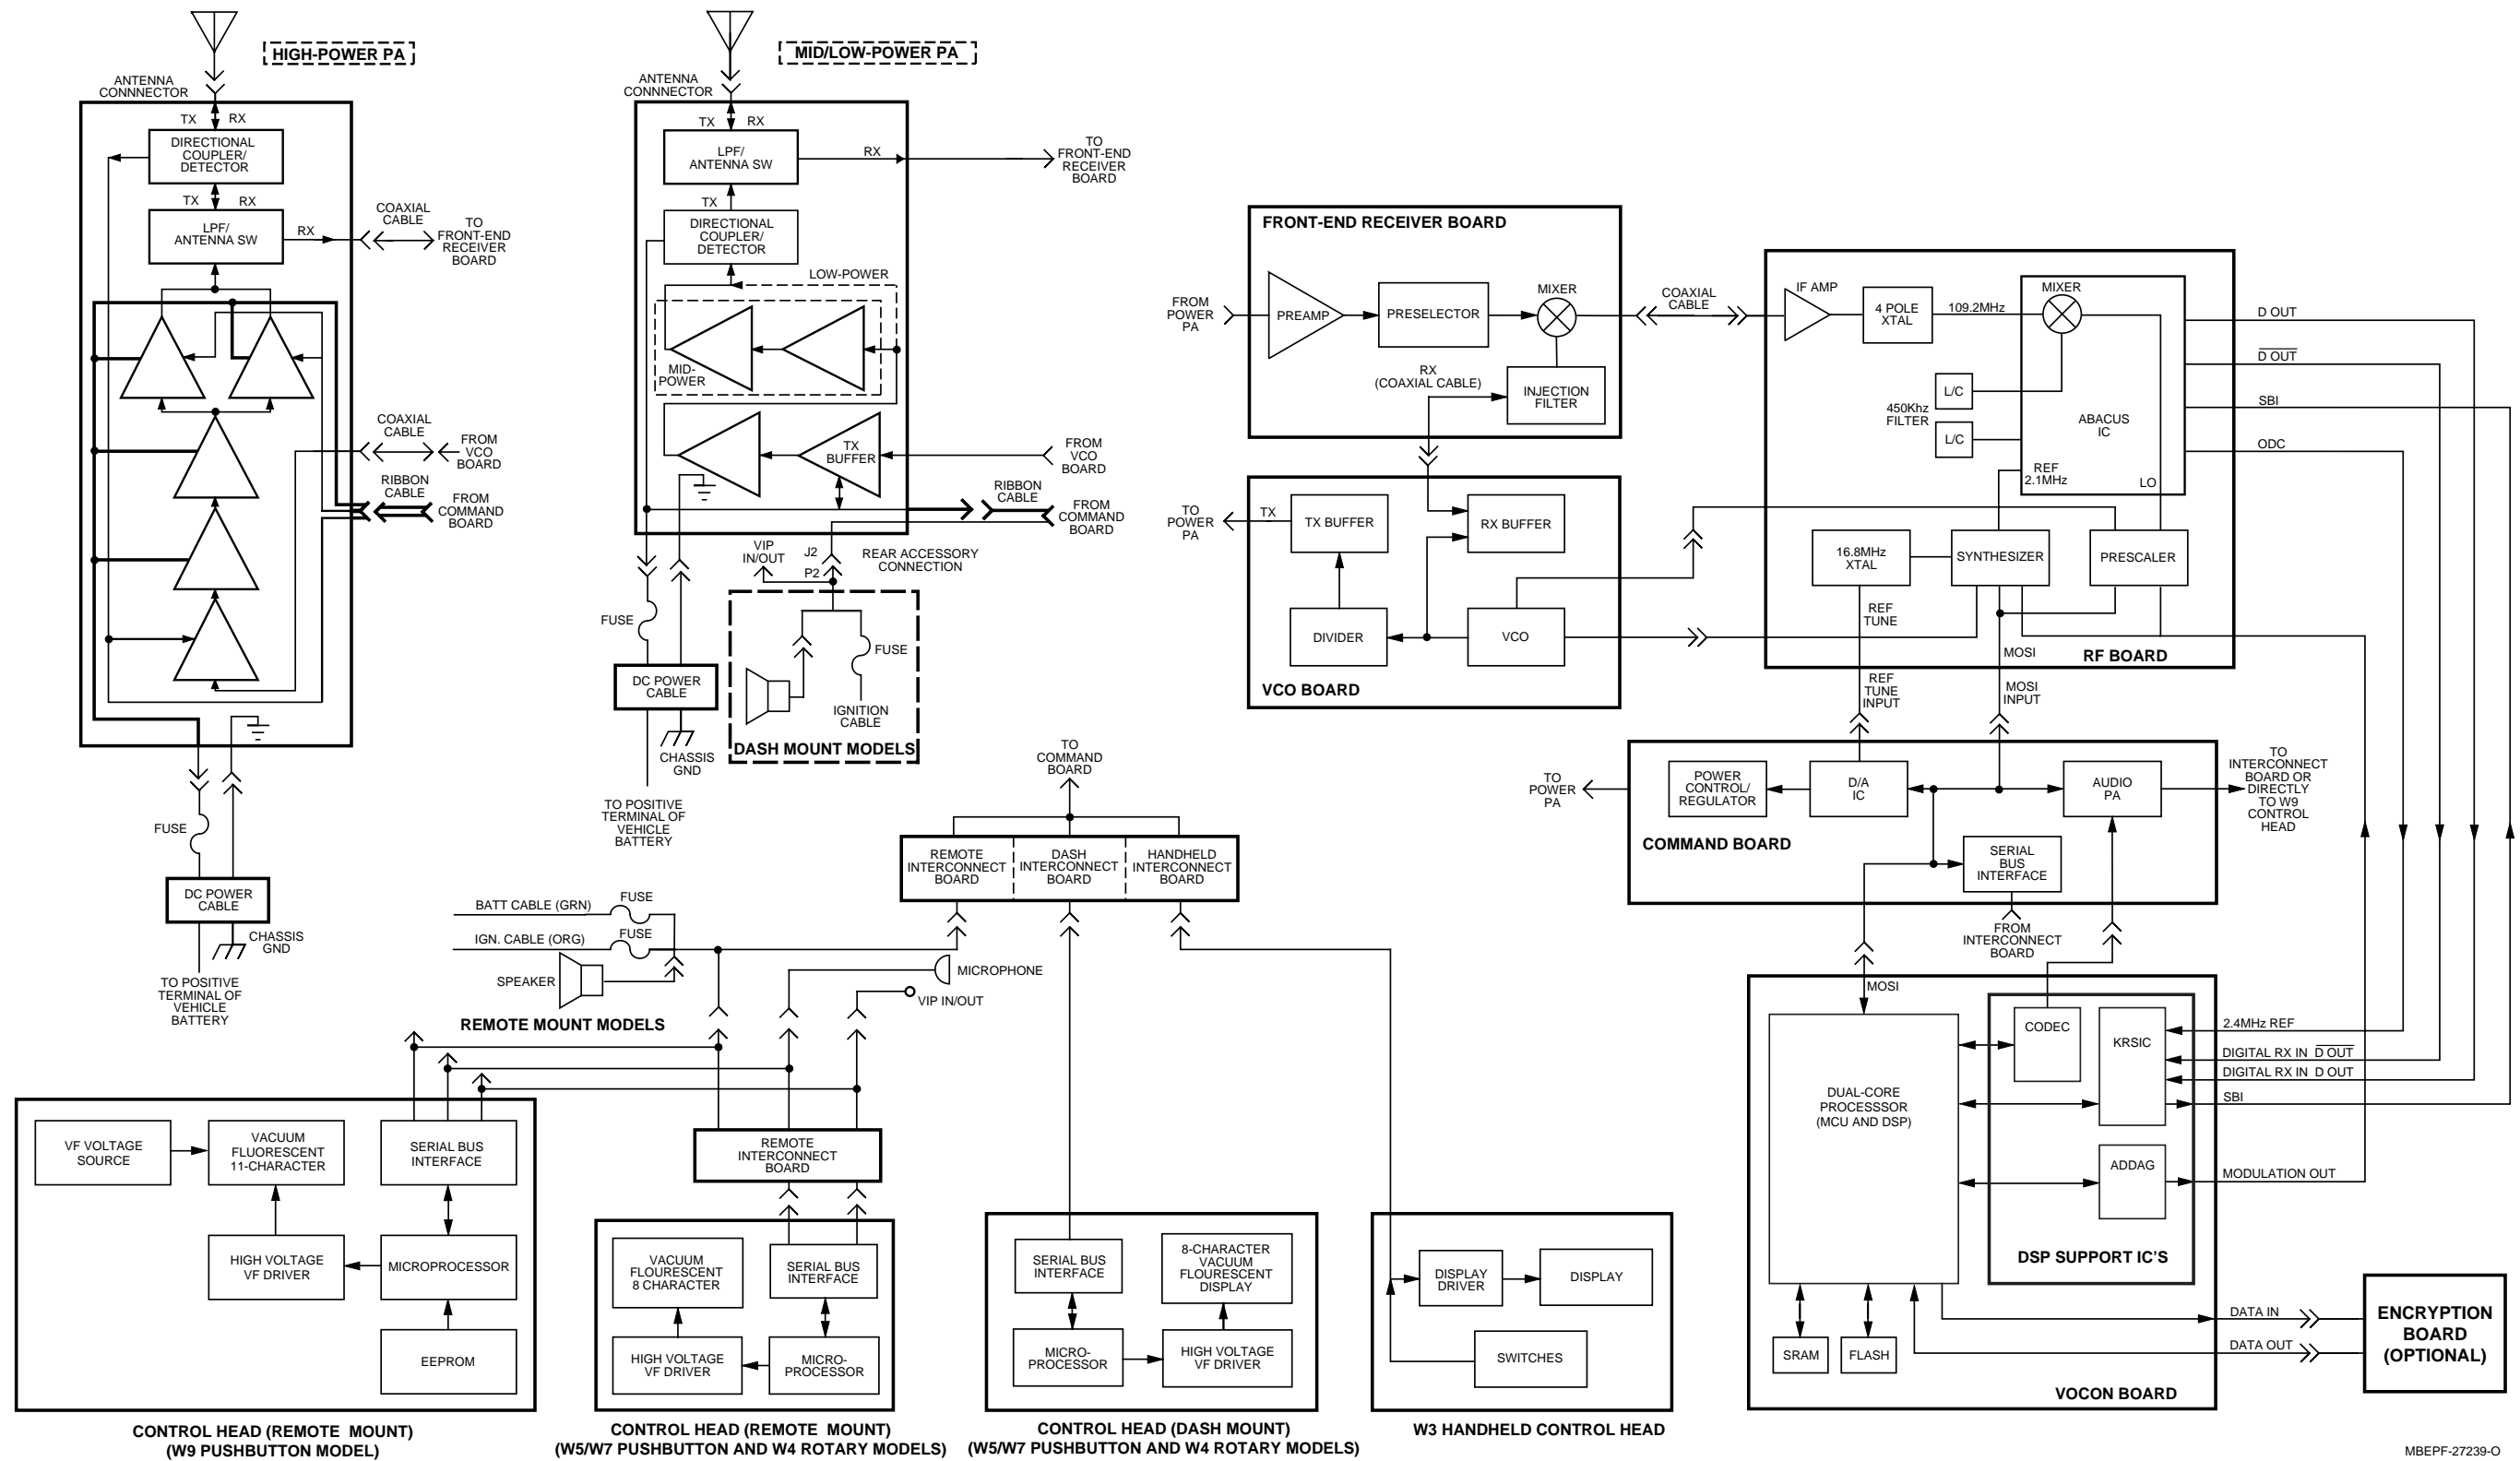 HIGH-POWER PA
ANTENNA
CONNNECTOR
TX
RX
DIRECTIONAL
COUPLER/
DETECTOR
TX
RX
LPF/
ANTENNA SW
RX
COAXIAL
CABLE
TO
FRONT-END
RECEIVER
BOARD
COAXIAL
CABLE
FROM
VCO
BOARD
RIBBON
CABLE
FROM
COMMAND
BOARD
FUSE
DC POWER
CABLE
CHASSIS
GND
TO POSITIVE
TERMINAL OF
VEHICLE
BATTERY
MID/LOW-POWER PA
ANTENNA
CONNNECTOR
TX
RX
LPF/
ANTENNA SW
RX
TO
FRONT-END
RECEIVER
BOARD
TX
DIRECTIONAL
COUPLER/
DETECTOR
LOW-POWER
MID-
POWER
TX
BUFFER
FROM
VCO
BOARD
RIBBON
CABLE
FROM
COMMAND
BOARD
VIP
IN/OUT
J2
P2
REAR ACCESSORY
CONNECTION
FUSE
DC POWER
CABLE
CHASSIS
GND
TO POSITIVE
TERMINAL OF
VEHICLE
BATTERY
FUSE
IGNITION
CABLE
DASH MOUNT MODELS
FRONT-END RECEIVER BOARD
FROM
POWER
PA
PREAMP
PRESELECTOR
MIXER
RX
(COAXIAL CABLE)
INJECTION
FILTER
COAXIAL
CABLE
TO
POWER
PA
TX
TX BUFFER
RX BUFFER
DIVIDER
VCO
VCO BOARD
IF AMP
4 POLE
XTAL
109.2MHz
MIXER
L/C
450Khz
FILTER
L/C
ABACUS
IC
REF
2.1MHz
LO
D OUT
D OUT
SBI
ODC
16.8MHz
XTAL
SYNTHESIZER
PRESCALER
REF
TUNE
MOSI
RF BOARD
REF
TUNE
INPUT
MOSI
INPUT
TO
POWER
PA
POWER
CONTROL/
REGULATOR
D/A
IC
AUDIO
PA
SERIAL
BUS
INTERFACE
COMMAND BOARD
TO
INTERCONNECT
BOARD OR
DIRECTLY
TO W9
CONTROL
HEAD
FROM
INTERCONNECT
BOARD
TO
COMMAND
BOARD
REMOTE
INTERCONNECT
BOARD
DASH
INTERCONNECT
BOARD
HANDHELD
INTERCONNECT
BOARD
BATT CABLE (GRN)
FUSE
IGN. CABLE (ORG)
FUSE
SPEAKER
MICROPHONE
VIP IN/OUT
REMOTE MOUNT MODELS
VF VOLTAGE
SOURCE
VACUUM
FLUORESCENT
11-CHARACTER
SERIAL BUS
INTERFACE
HIGH VOLTAGE
VF DRIVER
MICROPROCESSOR
EEPROM
CONTROL HEAD (REMOTE MOUNT)
(W9 PUSHBUTTON MODEL)
REMOTE
INTERCONNECT
BOARD
VACUUM
FLOURESCENT
8 CHARACTER
SERIAL BUS
INTERFACE
HIGH VOLTAGE
VF DRIVER
MICRO-
PROCESSOR
CONTROL HEAD (REMOTE MOUNT)
(W5/W7 PUSHBUTTON AND W4 ROTARY MODELS)
SERIAL BUS
INTERFACE
8-CHARACTER
VACUUM
FLOURESCENT
DISPLAY
MICRO-
PROCESSOR
HIGH VOLTAGE
VF DRIVER
CONTROL HEAD (DASH MOUNT)
(W5/W7 PUSHBUTTON AND W4 ROTARY MODELS)
DISPLAY
DRIVER
DISPLAY
SWITCHES
W3 HANDHELD CONTROL HEAD
MOSI
DUAL-CORE
PROCESSSOR
(MCU AND DSP)
CODEC
KRSIC
ADDAG
DSP SUPPORT IC'S
2.4MHz REF
DIGITAL RX IN D OUT
DIGITAL RX IN D OUT
SBI
MODULATION OUT
SRAM
FLASH
DATA IN
DATA OUT
VOCON BOARD
ENCRYPTION
BOARD
(OPTIONAL)
MBEPF-27239-O